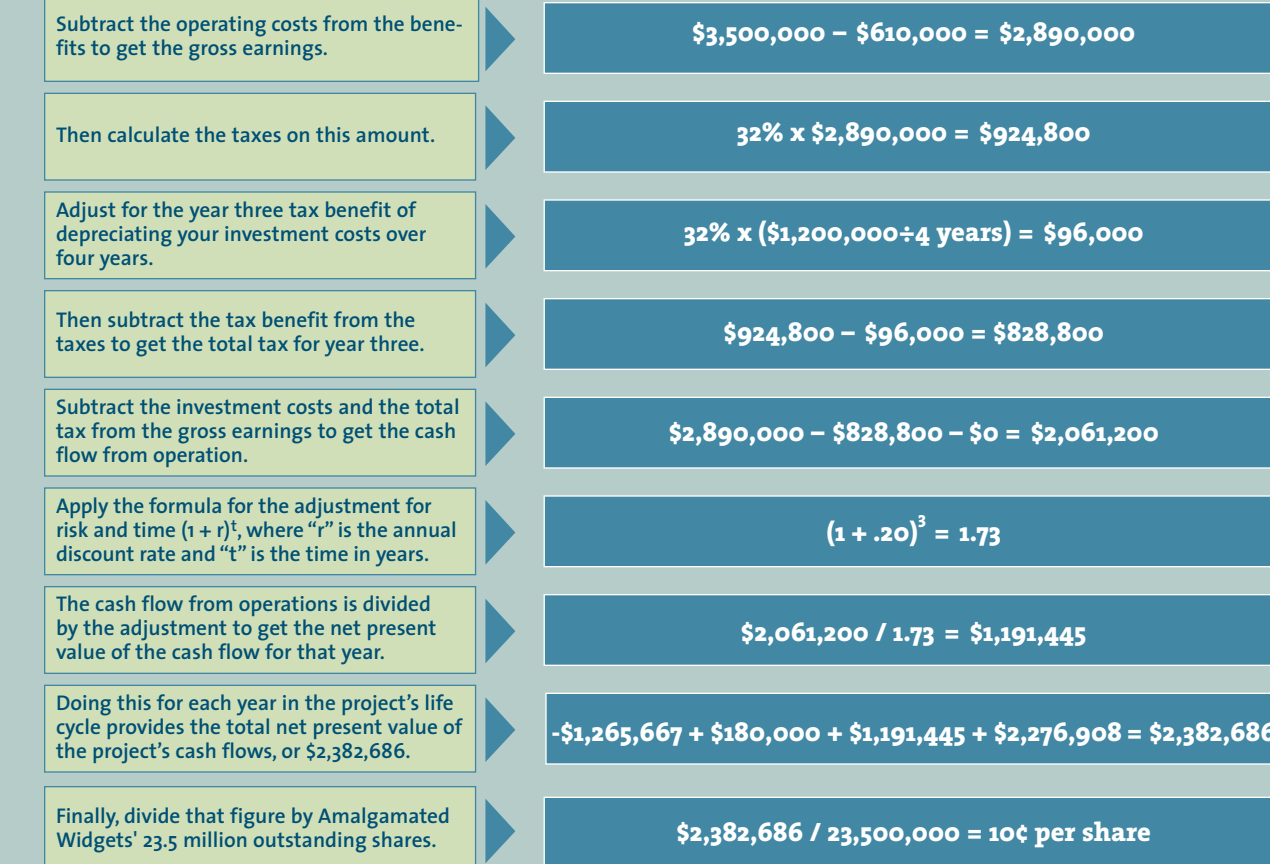 Subtract the operating costs from the bene-
fits to get the gross earnings.
$3,500,000 – $610,000 = $2,890,000
Then calculate the taxes on this amount.
32% x $2,890,000 = $924,800
Adjust for the year three tax benefit of
depreciating your investment costs over
four years.
32% x ($1,200,000÷4 years) = $96,000
Then subtract the tax benefit from the
taxes to get the total tax for year three.
$924,800 – $96,000 = $828,800
Subtract the investment costs and the total
tax from the gross earnings to get the cash
flow from operation.
$2,890,000 – $828,800 – $0 = $2,061,200
Apply the formula for the adjustment for
risk and time (1 + r)ᵗ, where “r” is the annual
discount rate and “t” is the time in years.
(1 + .20)³ = 1.73
The cash flow from operations is divided
by the adjustment to get the net present
value of the cash flow for that year.
$2,061,200 / 1.73 = $1,191,445
Doing this for each year in the project’s life
cycle provides the total net present value of
the project’s cash flows, or $2,382,686.
-$1,265,667 + $180,000 + $1,191,445 + $2,276,908 = $2,382,686
Finally, divide that figure by Amalgamated
Widgets' 23.5 million outstanding shares.
$2,382,686 / 23,500,000 = 10¢ per share